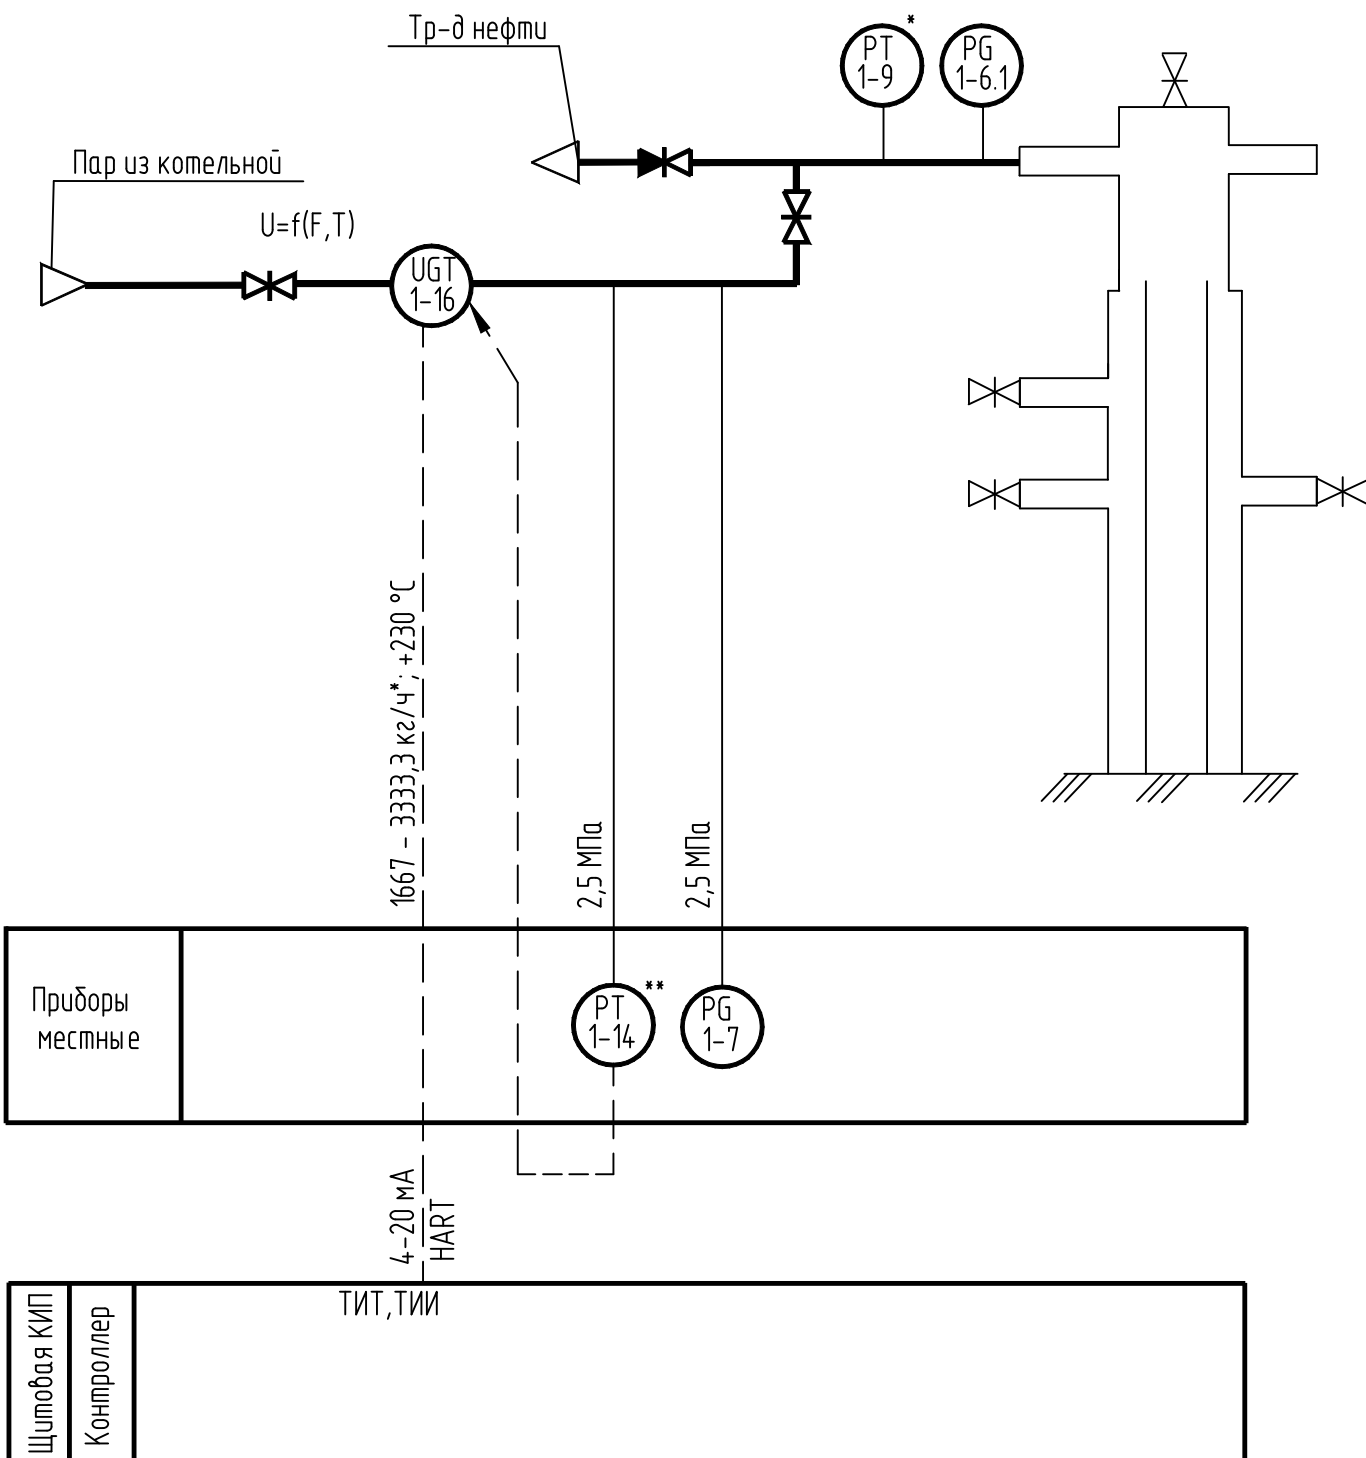 Тр-д нефти
*
PT
1-9
PG
1-6.1
Пар из котельной
U=f(F,T)
UGT
1-16
1667 - 3333,3 кг/ч*; +230 °С
2,5 МПа
2,5 МПа
Приборы
местные
PT
1-14
**
PG
1-7
4-20 мА
HART
ТИТ,ТИИ
Щитовая КИП
Контроллер